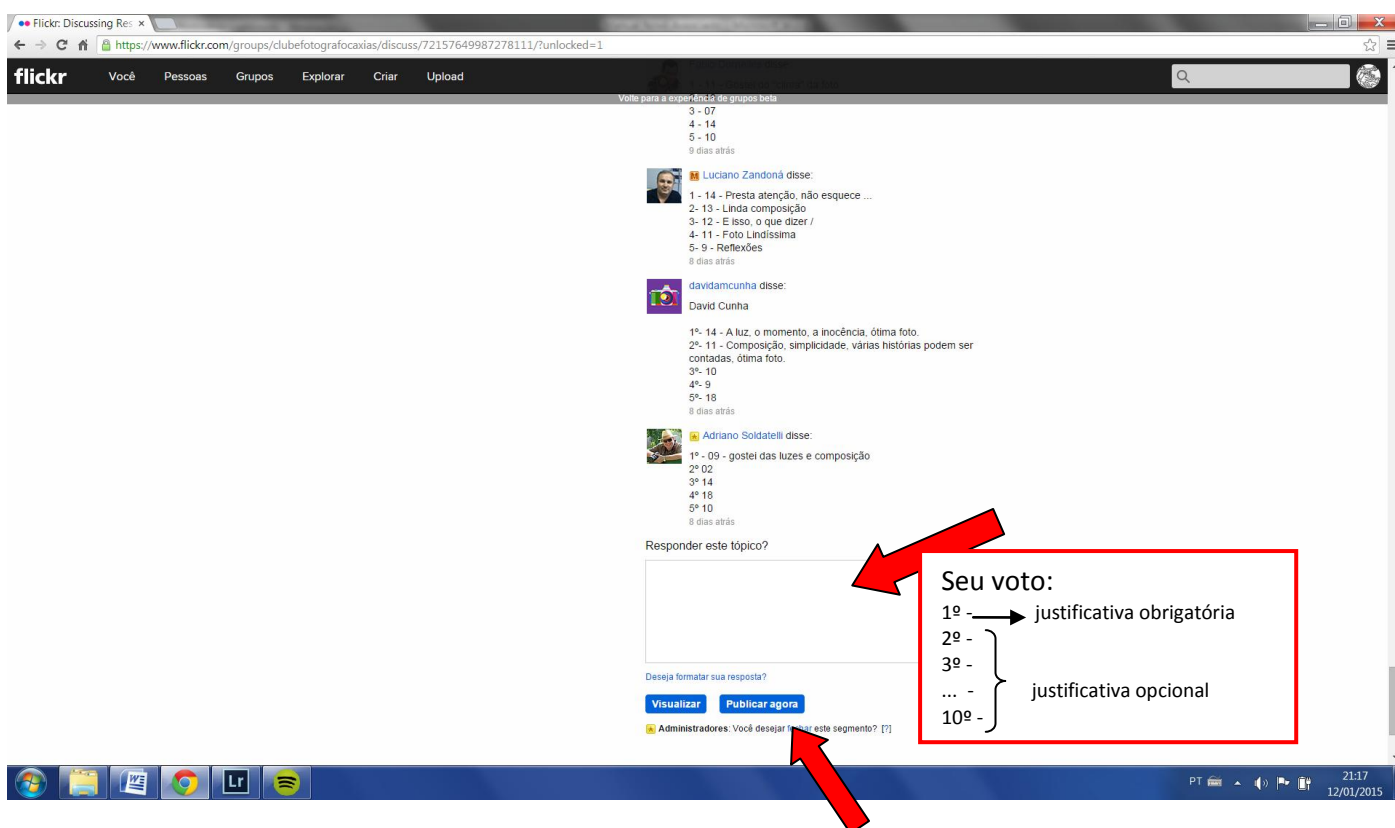 Flickr: Discussing Res ×
https://www.flickr.com/groups/clubefotografocaxias/discuss/72157649987278111/?unlocked=1
flickr Você Pessoas Grupos Explorar Criar Upload
Volte para a experiência de grupos beta
3 - 07
4 - 14
5 - 10
9 dias atrás
Luciano Zandoná disse:
1 - 14 - Presta atenção, não esquece ...
2- 13 - Linda composição
3- 12 - E isso, o que dizer /
4- 11 - Foto Lindíssima
5- 9 - Reflexões
8 dias atrás
davidamcunha disse:
David Cunha
1º- 14 - A luz, o momento, a inocência, ótima foto.
2º- 11 - Composição, simplicidade, várias histórias podem ser
contadas, ótima foto.
3º- 10
4º- 9
5º- 18
8 dias atrás
Adriano Soldatelli disse:
1º - 09 - gostei das luzes e composição
2º 02
3º 14
4º 18
5º 10
8 dias atrás
Responder este tópico?
Seu voto:
1º - justificativa obrigatória
2º -
3º -
... - justificativa opcional
10º -
Deseja formatar sua resposta?
Visualizar Publicar agora
Administradores: Você desejar fechar este segmento? [?]
Lr
PT 21:17
12/01/2015